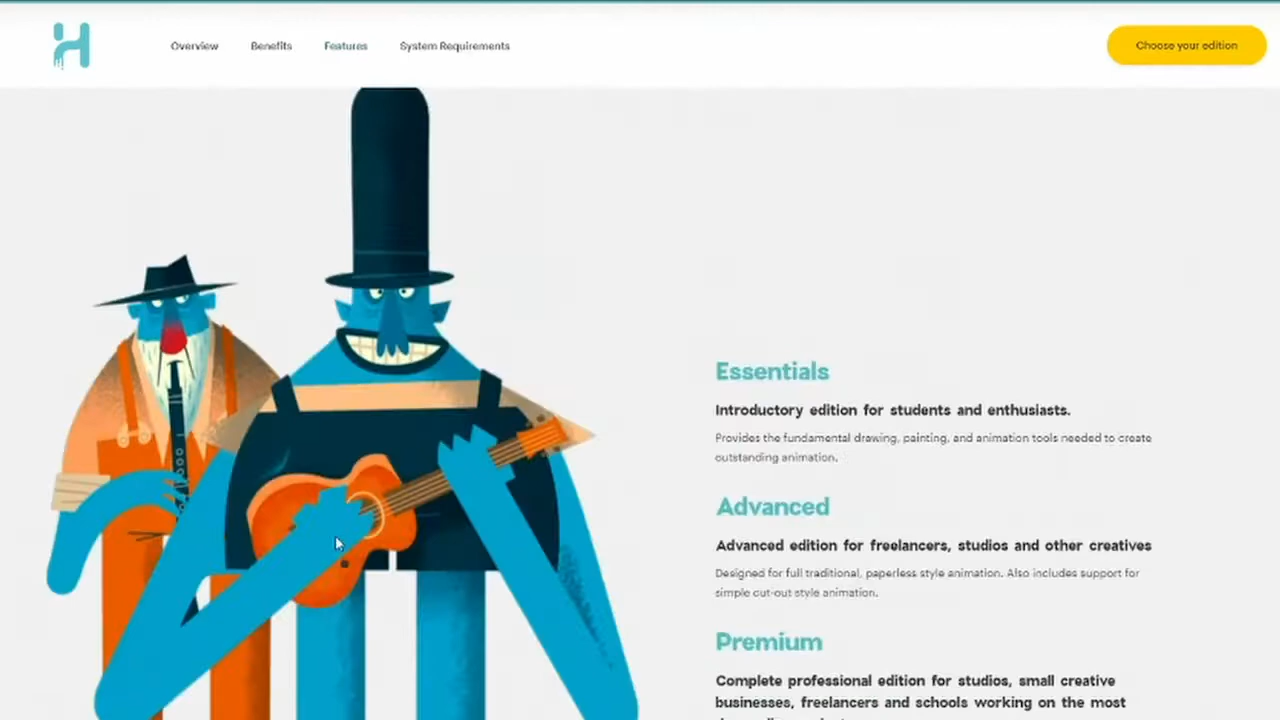 Overview Benefits Features System Requirements Choose your edition
Essentials
Introductory edition for students and enthusiasts.
Provides the fundamental drawing, painting, and animation tools needed to create
outstanding animation.
Advanced
Advanced edition for freelancers, studios and other creatives
Designed for full traditional, paperless style animation. Also includes support for
simple cut-out style animation.
Premium
Complete professional edition for studios, small creative
businesses, freelancers and schools working on the most